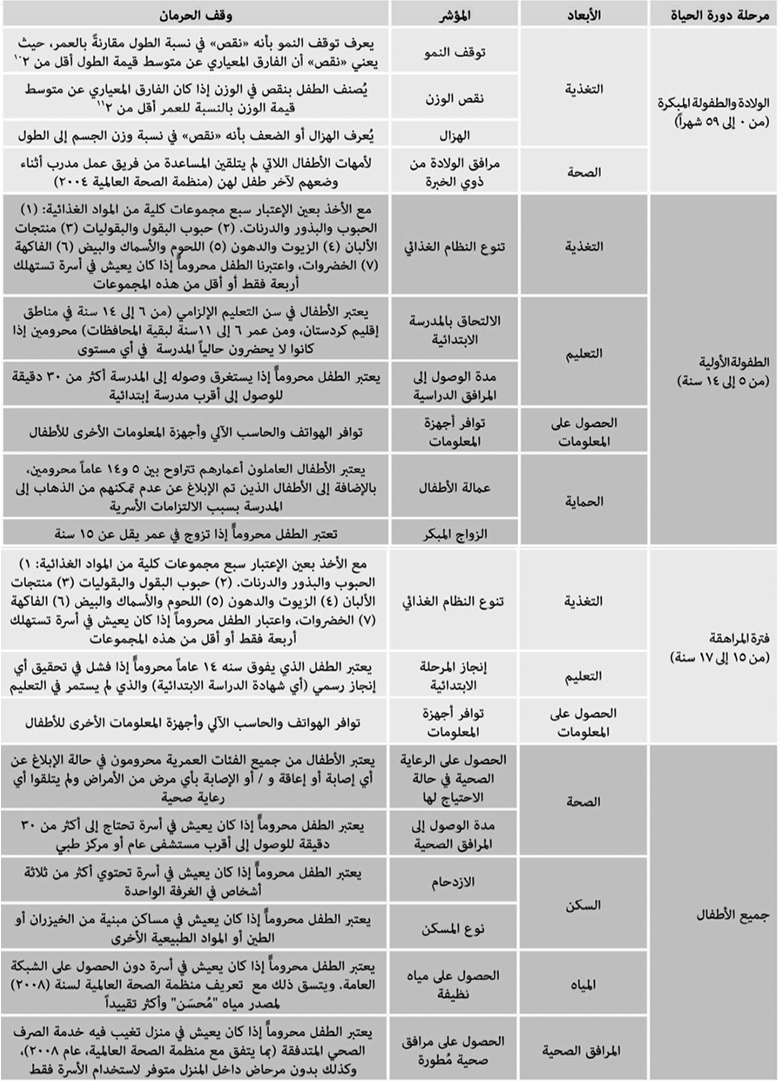 مرحلة دورة الحياة
الأبعاد
المؤشر
وقف الحرمان
الولادة والطفولة المبكرة
(من ٠ إلى ٥٩ شهراً)
التغذية
توقف النمو
يعرف توقف النمو بأنه «نقص» في نسبة الطول مقارنةً بالعمر، حيث
يعني «نقص» أن الفارق المعياري عن متوسط قيمة الطول أقل من ٢١٠
نقص الوزن
يُصنف الطفل بنقص في الوزن إذا كان الفارق المعياري عن متوسط
قيمة الوزن بالنسبة للعمر أقل من ٢١١
الهزال
يُعرف الهزال أو الضعف بأنه «نقص» في نسبة وزن الجسم إلى الطول
الصحة
مرافق الولادة من
ذوي الخبرة
لأمهات الأطفال اللاتي لم يتلقين المساعدة من فريق عمل مدرب أثناء
وضعهم لآخر طفل لهن (منظمة الصحة العالمية ٢٠٠٤)
الطفولة الأولية
(من ٥ إلى ١٤ سنة)
التغذية
تنوع النظام الغذائي
مع الأخذ بعين الإعتبار سبع مجموعات كلية من المواد الغذائية: (١)
الحبوب والبذور والدرنات. (٢) حبوب البقول والبقوليات (٣) منتجات
الألبان (٤) الزيوت والدهون (٥) اللحوم والأسماك والبيض (٦) الفاكهة
(٧) الخضروات، واعتبرنا الطفل محروماً إذا كان يعيش في أسرة تستهلك
أربعة فقط أو أقل من هذه المجموعات
التعليم
الالتحاق بالمدرسة
الابتدائية
يعتبر الأطفال في سن التعليم الإلزامي (من ٦ إلى ١٤ سنة في مناطق
إقليم كردستان، ومن عمر ٦ إلى ١١سنة لبقية المحافظات) محرومين إذا
كانوا لا يحضرون حالياً المدرسة في أي مستوى
مدة الوصول إلى
المرافق الدراسية
يعتبر الطفل محروماً إذا يستغرق وصوله إلى المدرسة أكثر من ٣٠ دقيقة
للوصول إلى أقرب مدرسة إبتدائية
الحصول على
المعلومات
توافر أجهزة
المعلومات
توافر الهواتف والحاسب الآلي وأجهزة المعلومات الأخرى للأطفال
الحماية
عمالة الأطفال
يعتبر الأطفال العاملون أعمارهم تتراوح بين ٥ و١٤ عاماً محرومين،
بالإضافة إلى الأطفال الذين تم الإبلاغ عن عدم تمكنهم من الذهاب إلى
المدرسة بسبب الالتزامات الأسرية
الزواج المبكر
تعتبر الطفل محروماً إذا تزوج في عمر يقل عن ١٥ سنة
فترة المراهقة
(من ١٥ إلى ١٧ سنة)
التغذية
تنوع النظام الغذائي
مع الأخذ بعين الإعتبار سبع مجموعات كلية من المواد الغذائية: ١)
الحبوب والبذور والدرنات. (٢) حبوب البقول والبقوليات (٣) منتجات
الألبان (٤) الزيوت والدهون (٥) اللحوم والأسماك والبيض (٦) الفاكهة
(٧) الخضروات، واعتبار الطفل محروماً إذا كان يعيش في أسرة تستهلك
أربعة فقط أو أقل من هذه المجموعات
التعليم
إنجاز المرحلة
الابتدائية
يعتبر الطفل الذي يفوق سنه ١٤ عاماً محروماً إذا فشل في تحقيق أي
إنجاز رسمي (أي شهادة الدراسة الابتدائية) والذي لم يستمر في التعليم
الحصول على
المعلومات
توافر أجهزة
المعلومات
توافر الهواتف والحاسب الآلي وأجهزة المعلومات الأخرى للأطفال
جميع الأطفال
الصحة
الحصول على الرعاية
الصحية في حالة
الاحتياج لها
يعتبر الأطفال من جميع الفئات العمرية محرومون في حالة الإبلاغ عن
أي إصابة أو إعاقة و / أو الإصابة بأي مرض من الأمراض ولم يتلقوا أي
رعاية صحية
مدة الوصول إلى
المرافق الصحية
يعتبر الطفل محروماً إذا كان يعيش في أسرة تحتاج إلى أكثر من ٣٠
دقيقة للوصول إلى أقرب مستشفى عام أو مركز طبي
السكن
الازدحام
يعتبر الطفل محروماً إذا كان يعيش في أسرة تحتوي أكثر من ثلاثة
أشخاص في الغرفة الواحدة
نوع المسكن
يعتبر الطفل محروماً إذا كان يعيش في مساكن مبنية من الخيزران أو
الطين أو المواد الطبيعية الأخرى
المياه
الحصول على مياه
نظيفة
يعتبر الطفل محروماً إذا كان يعيش في أسرة دون الحصول على الشبكة
العامة. ويتسق ذلك مع تعريف منظمة الصحة العالمية لسنة (٢٠٠٨)
لمصدر مياه "مُحسَن" وأكثر تقييداً
المرافق الصحية
الحصول على مرافق
صحية مُطورة
يعتبر الطفل محروماً إذا كان يعيش في منزل تغيب فيه خدمة الصرف
الصحي المتدفقة (بما يتفق مع منظمة الصحة العالمية، عام ٢٠٠٨)،
وكذلك بدون مرحاض داخل المنزل متوفر لاستخدام الأسرة فقط